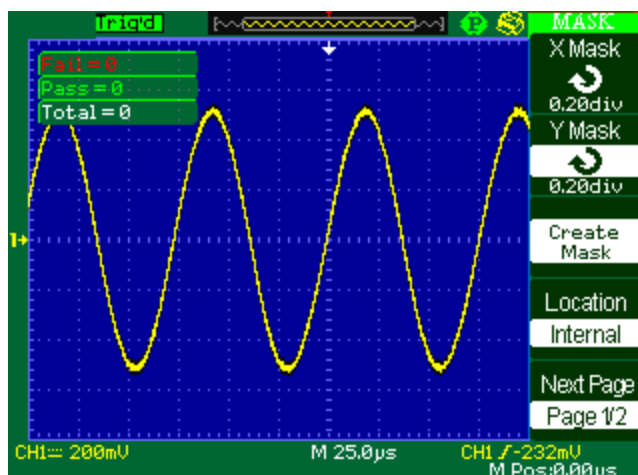 Trig'd
MASK
Fail = 0
Pass = 0
Total = 0
X Mask
0.20div
Y Mask
0.20div
Create
Mask
Location
Internal
Next Page
Page 1/2
1
P
CH1 200mV
M 25.0µs
CH1 -232mV
M Pos:0.00µs